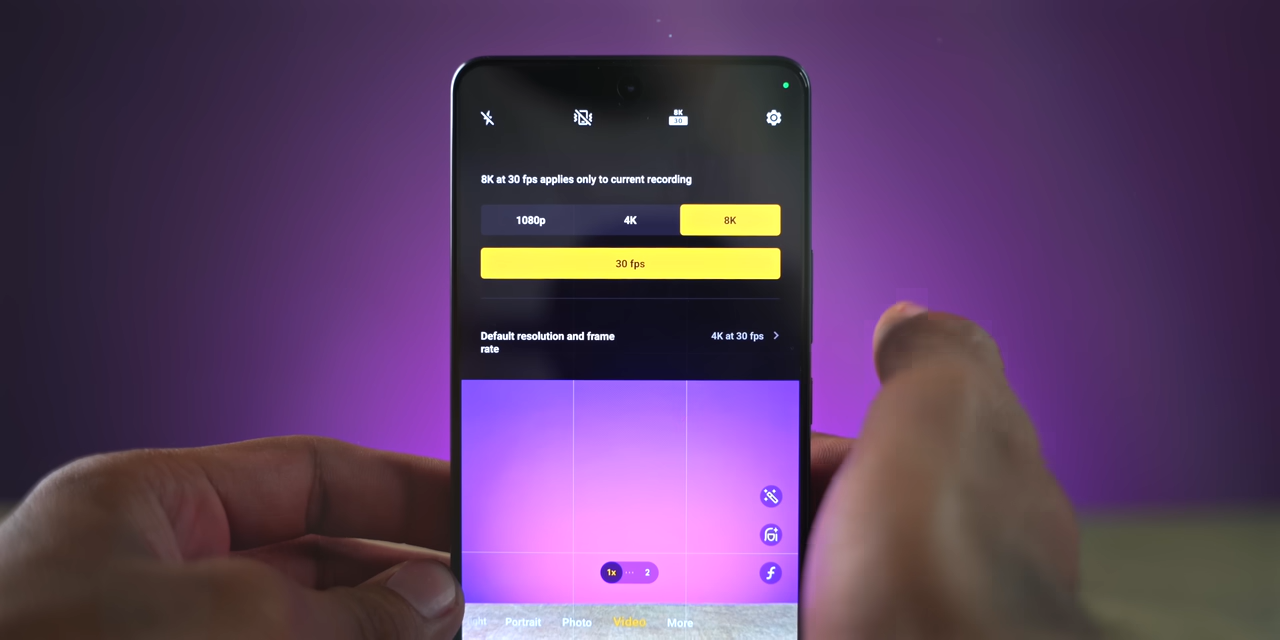 8K
30
8K at 30 fps applies only to current recording
1080p 4K 8K
30 fps
Default resolution and frame
rate
4K at 30 fps
1x 2
ght Portrait Photo Video More